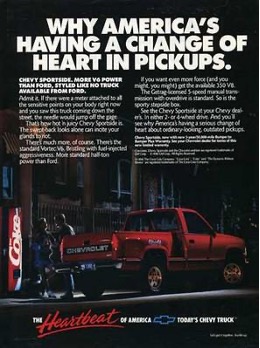 WHY AMERICA'S
HAVING A CHANGE OF
HEART IN PICKUPS.
CHEVY SPORTSIDE. MORE V6 POWER
THAN FORD, STYLED LIKE NO TRUCK
AVAILABLE FROM FORD.
Admit it. If there were a meter attached to all
the sensitive points on your body right now
and you saw this truck coming down the
street, the needle would jump off the gage.
That's how hot in juicy Chevy Sportside is.
The swept-back looks alone can incite your
glands to riot.
There's much more, of course. There's the
standard Vortec V6. Bristling with fuel-injected
aggressiveness. More standard half-ton
power than Ford.
If you want even more force (and you
might, you might) get the available 350 V8.
The Getrag-licensed 5-speed manual trans-
mission with overdrive is standard. So is the
sporty stepside box.
See the Chevy Sportside at your Chevy deal-
er's. In either 2- or 4-wheel drive. And you'll
see why America's having a serious change of
heart about ordinary-looking, outdated pickups.
CHEVROLET
Coke
THE Heartbeat OF AMERICA TODAY'S CHEVY TRUCK